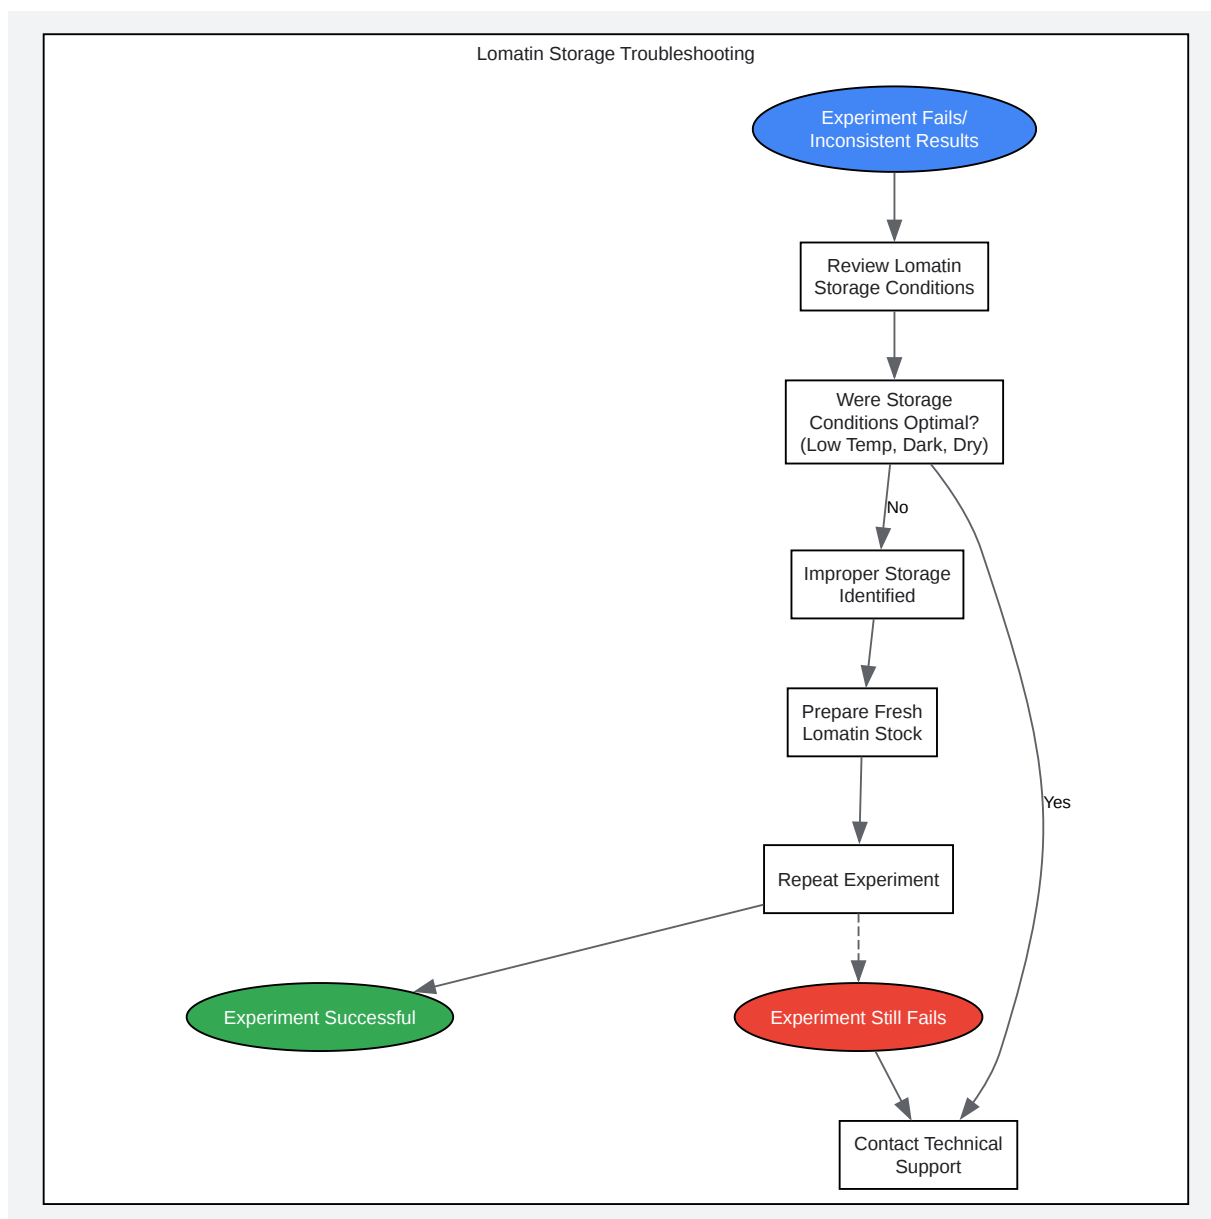 Lomatin Storage Troubleshooting
Experiment Fails/
Inconsistent Results
Review Lomatin
Storage Conditions
Were Storage
Conditions Optimal?
(Low Temp, Dark, Dry)
No
Improper Storage
Identified
Prepare Fresh
Lomatin Stock
Yes
Repeat Experiment
Experiment Successful
Experiment Still Fails
Contact Technical
Support